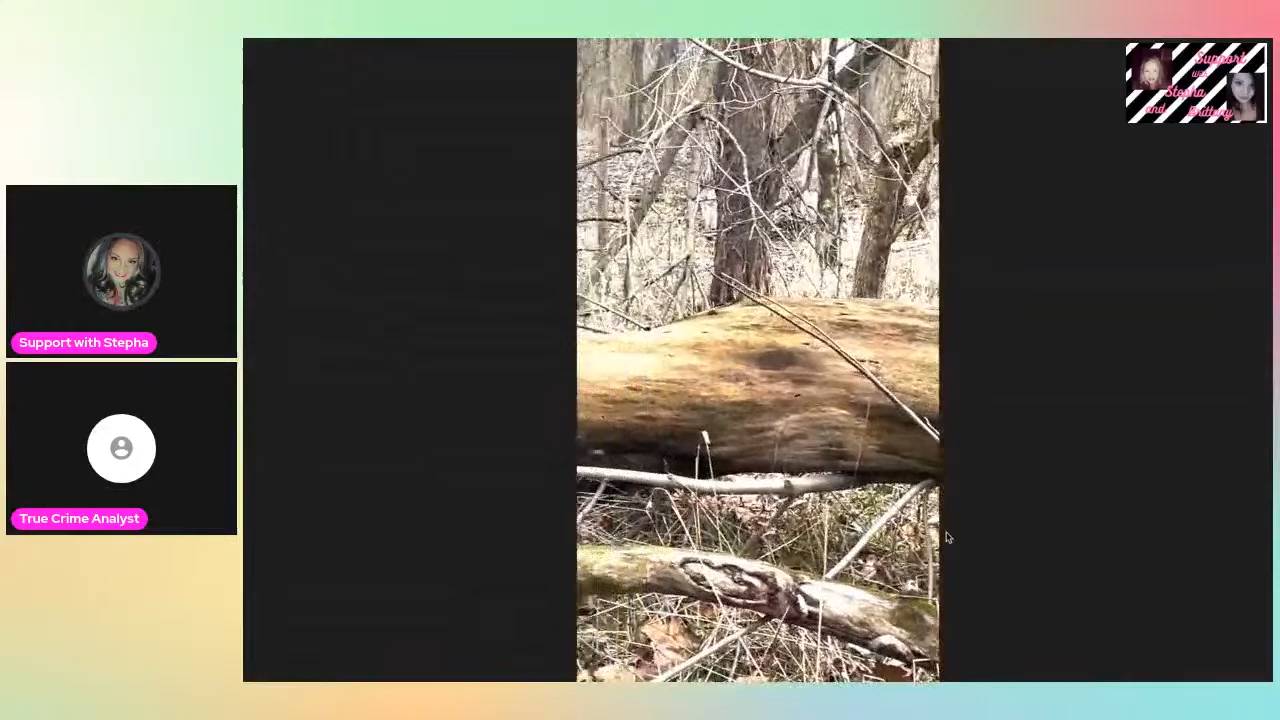 Support
with
Stepha
and
Brittany
Support with Stepha
True Crime Analyst